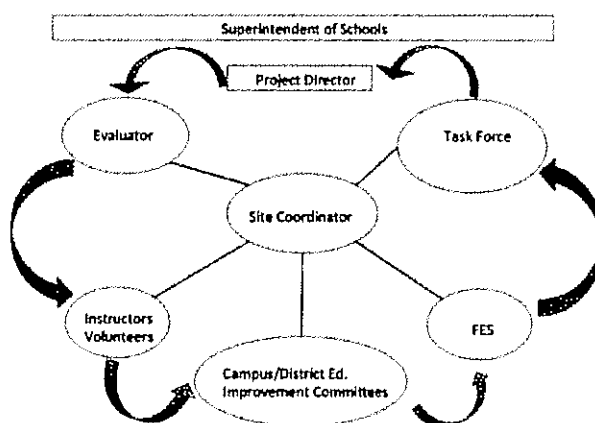 Superintendent of Schools
Project Director
Evaluator
Task Force
Site Coordinator
Instructors
Volunteers
FES
Campus/District Ed.
Improvement Committees